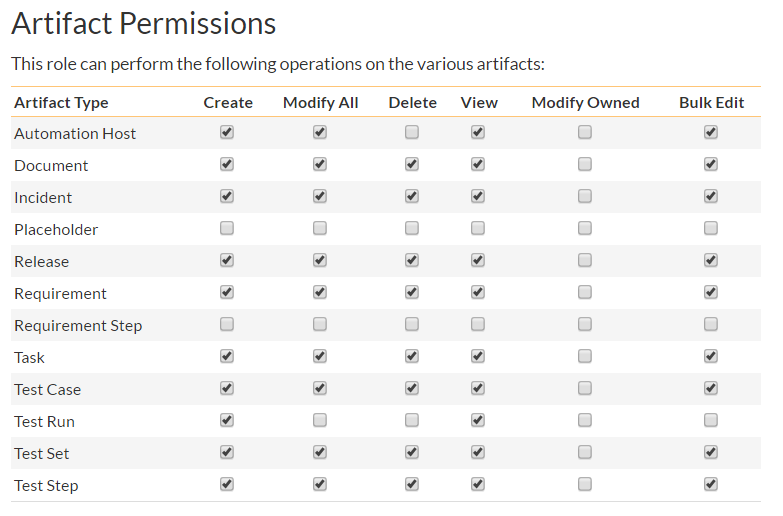 Artifact Permissions
This role can perform the following operations on the various artifacts:
Artifact Type Create Modify All Delete View Modify Owned Bulk Edit
Automation Host
Document
Incident
Placeholder
Release
Requirement
Requirement Step
Task
Test Case
Test Run
Test Set
Test Step